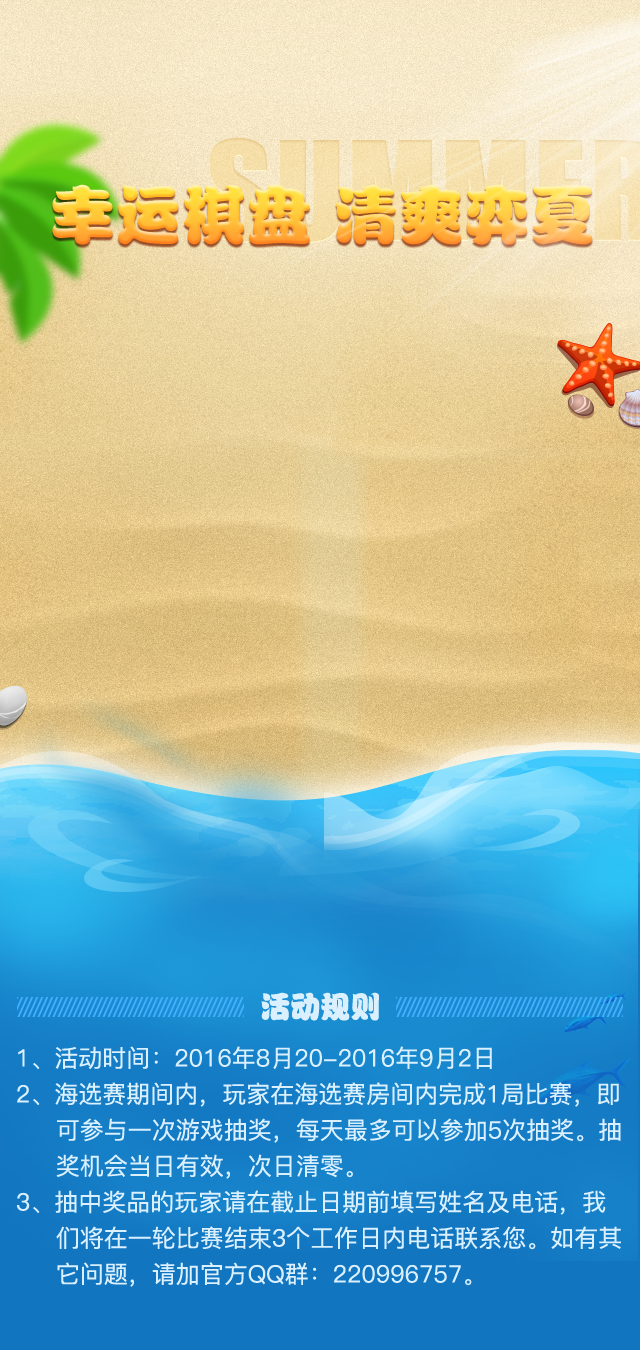 SUMMER
幸运棋盘 清爽弈夏
活动规则
1、活动时间：2016年8月20-2016年9月2日
2、海选赛期间内，玩家在海选赛房间内完成1局比赛，即
可参与一次游戏抽奖，每天最多可以参加5次抽奖。抽
奖机会当日有效，次日清零。
3、抽中奖品的玩家请在截止日期前填写姓名及电话，我
们将在一轮比赛结束3个工作日内电话联系您。如有其
它问题，请加官方QQ群：220996757。